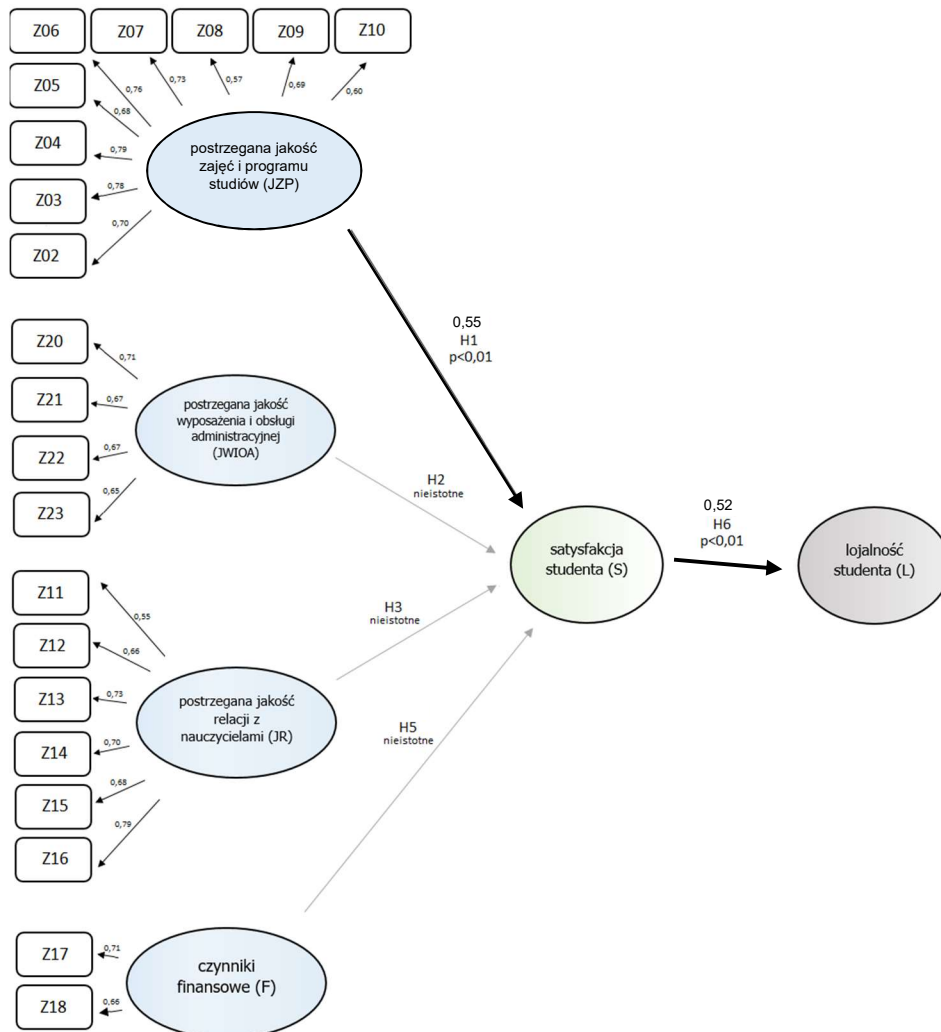 Z06 Z07 Z08 Z09 Z10
0,76 0,73 0,57 0,69 0,60
Z05
0,68
Z04
0,79
Z03
0,78
Z02
0,70
postrzegana jakość
zajęć i programu
studiów (JZP)
0,55
H1
p<0,01
Z20
0,71
Z21
0,67
Z22
0,67
Z23
0,65
postrzegana jakość
wyposażenia i obsługi
administracyjnej
(JWIOA)
H2
nieistotne
satysfakcja
studenta (S)
0,52
H6
p<0,01
lojalność
studenta (L)
Z11
0,55
Z12
0,66
Z13
0,73
Z14
0,70
Z15
0,68
Z16
0,79
postrzegana jakość
relacji z
nauczycielami (JR)
H3
nieistotne
H5
nieistotne
Z17
0,71
Z18
0,66
czynniki
finansowe (F)